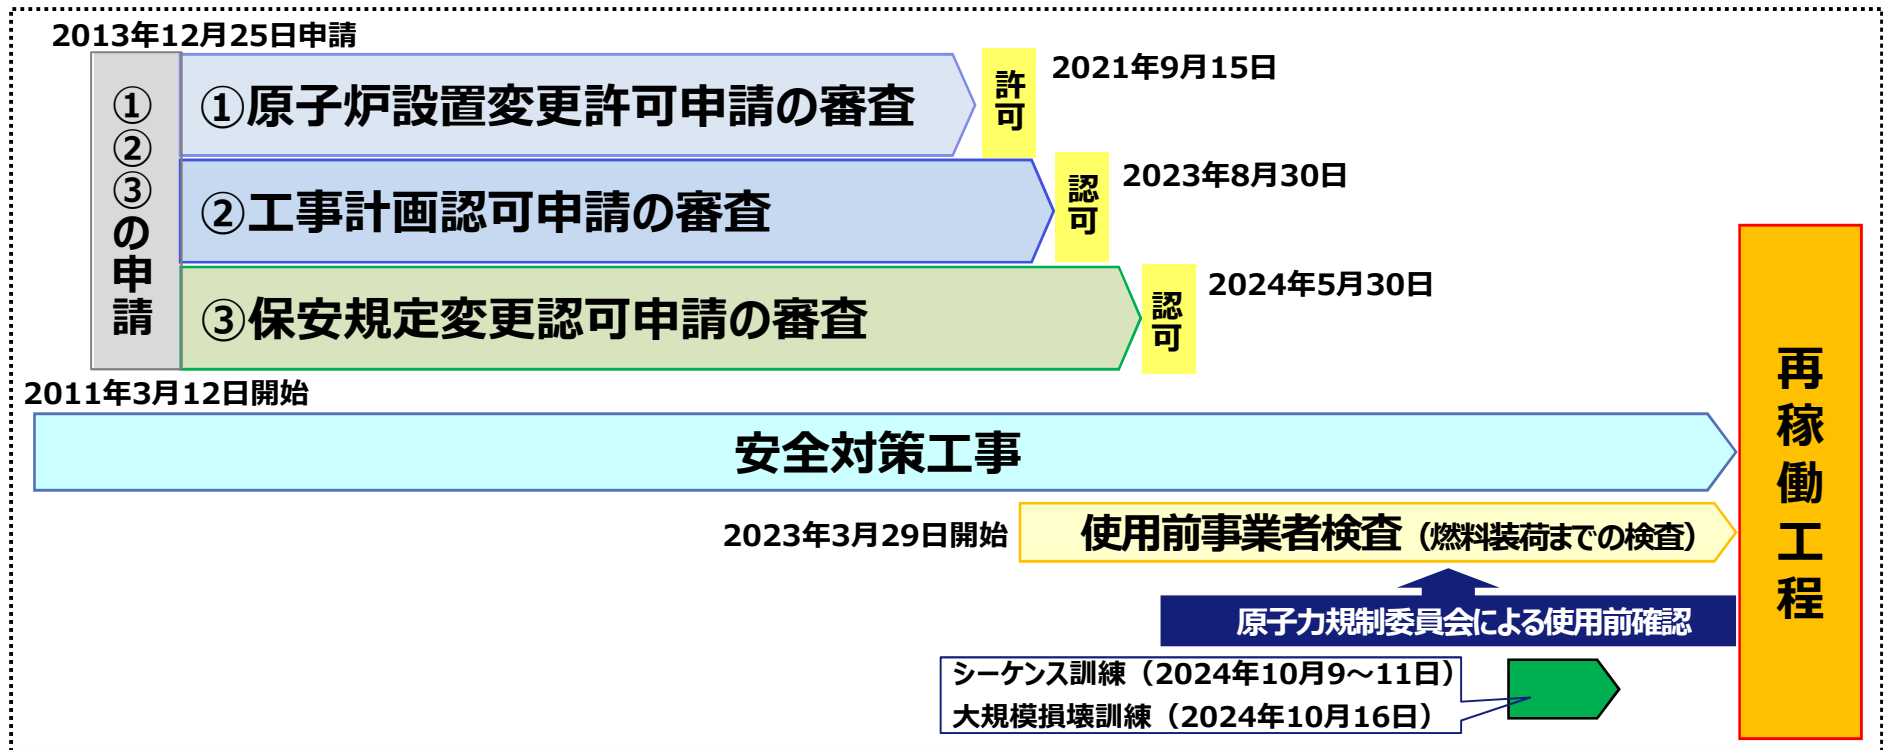 2013年12月25日申請
①②③の申請
①原子炉設置変更許可申請の審査
許可
2021年9月15日
②工事計画認可申請の審査
認可
2023年8月30日
③保安規定変更認可申請の審査
認可
2024年5月30日
2011年3月12日開始
安全対策工事
2023年3月29日開始
使用前事業者検査（燃料装荷までの検査）
原子力規制委員会による使用前確認
シーケンス訓練（2024年10月9～11日）
大規模損壊訓練（2024年10月16日）
再稼働工程